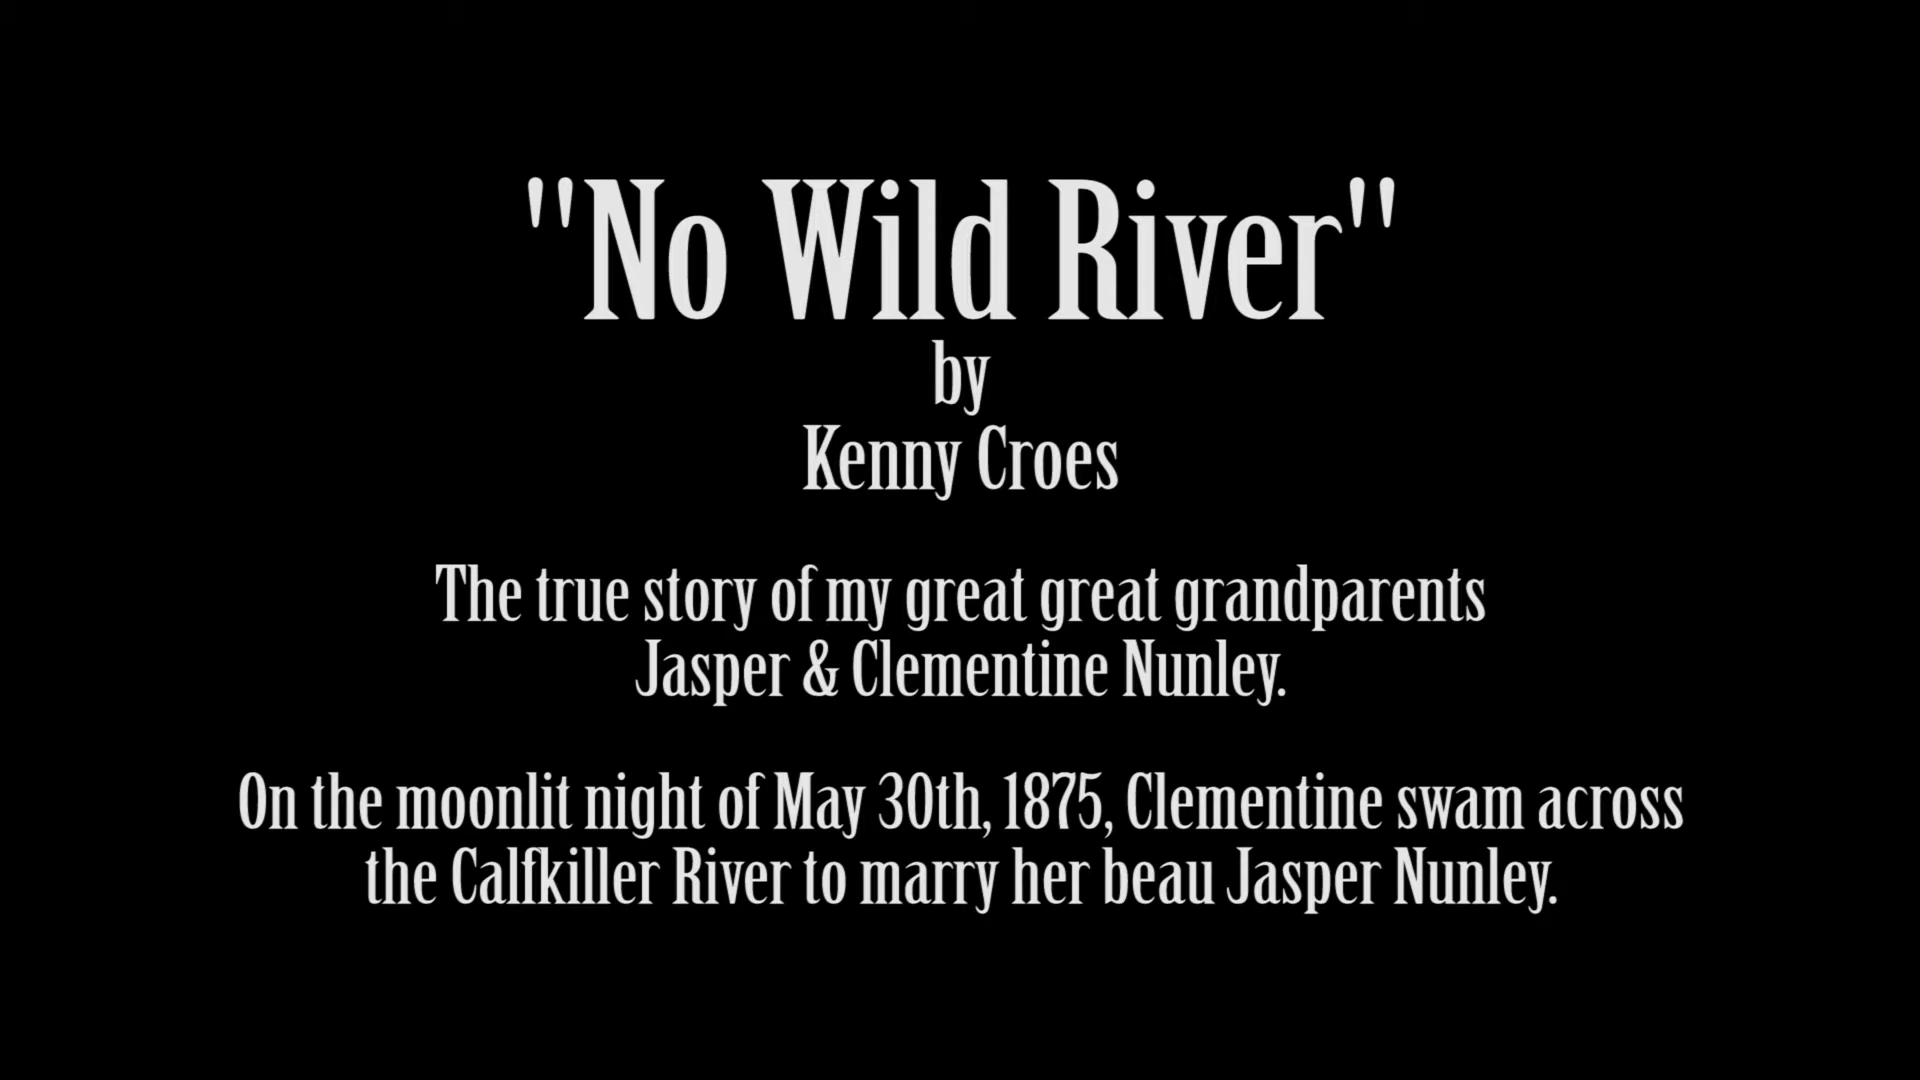 "No Wild River"
by
Kenny Croes
The true story of my great great grandparents
Jasper & Clementine Nunley.
On the moonlit night of May 30th, 1875, Clementine swam across
the Calfkiller River to marry her beau Jasper Nunley.